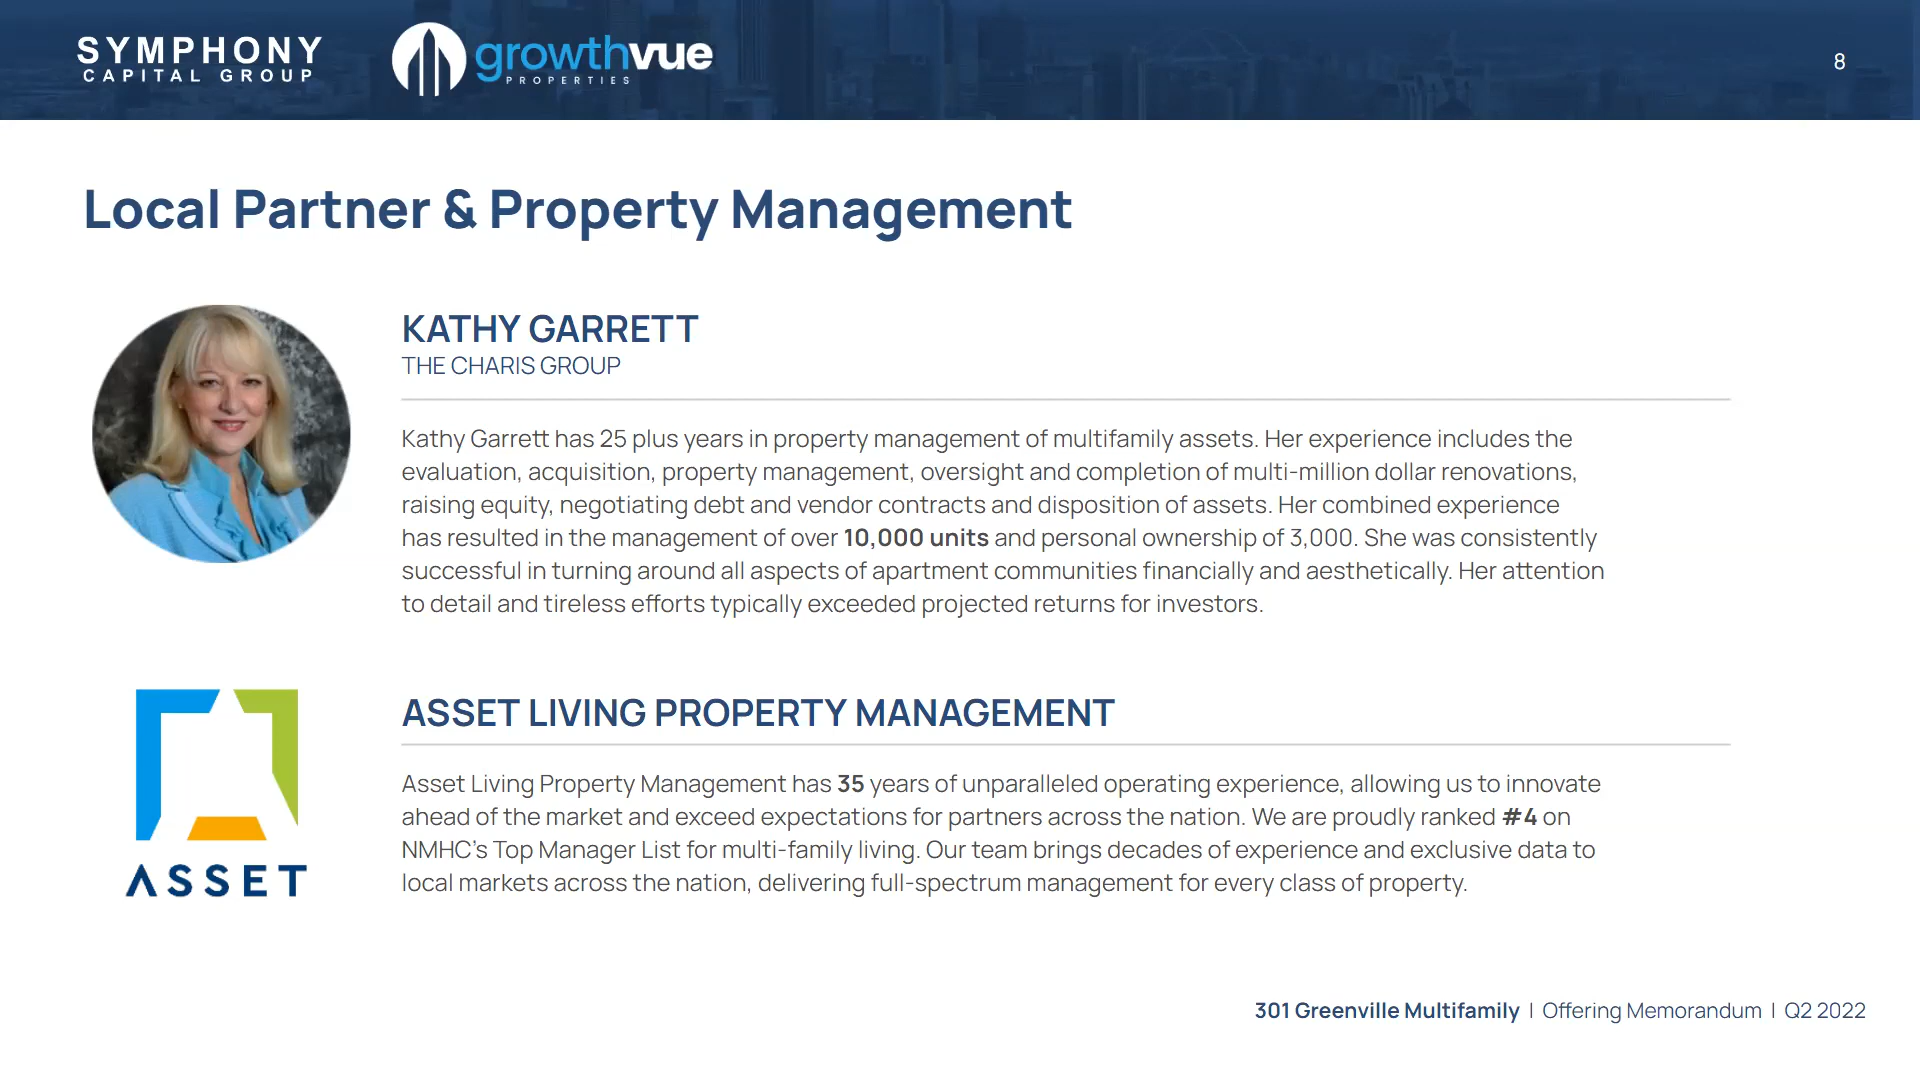 SYMPHONY
CAPITAL GROUP
growthvue
PROPERTIES
8
Local Partner & Property Management
KATHY GARRETT
THE CHARIS GROUP
Kathy Garrett has 25 plus years in property management of multifamily assets. Her experience includes the
evaluation, acquisition, property management, oversight and completion of multi-million dollar renovations,
raising equity, negotiating debt and vendor contracts and disposition of assets. Her combined experience
has resulted in the management of over 10,000 units and personal ownership of 3,000. She was consistently
successful in turning around all aspects of apartment communities financially and aesthetically. Her attention
to detail and tireless efforts typically exceeded projected returns for investors.
ASSET
ASSET LIVING PROPERTY MANAGEMENT
Asset Living Property Management has 35 years of unparalleled operating experience, allowing us to innovate
ahead of the market and exceed expectations for partners across the nation. We are proudly ranked #4 on
NMHC's Top Manager List for multi-family living. Our team brings decades of experience and exclusive data to
local markets across the nation, delivering full-spectrum management for every class of property.
301 Greenville Multifamily | Offering Memorandum | Q2 2022